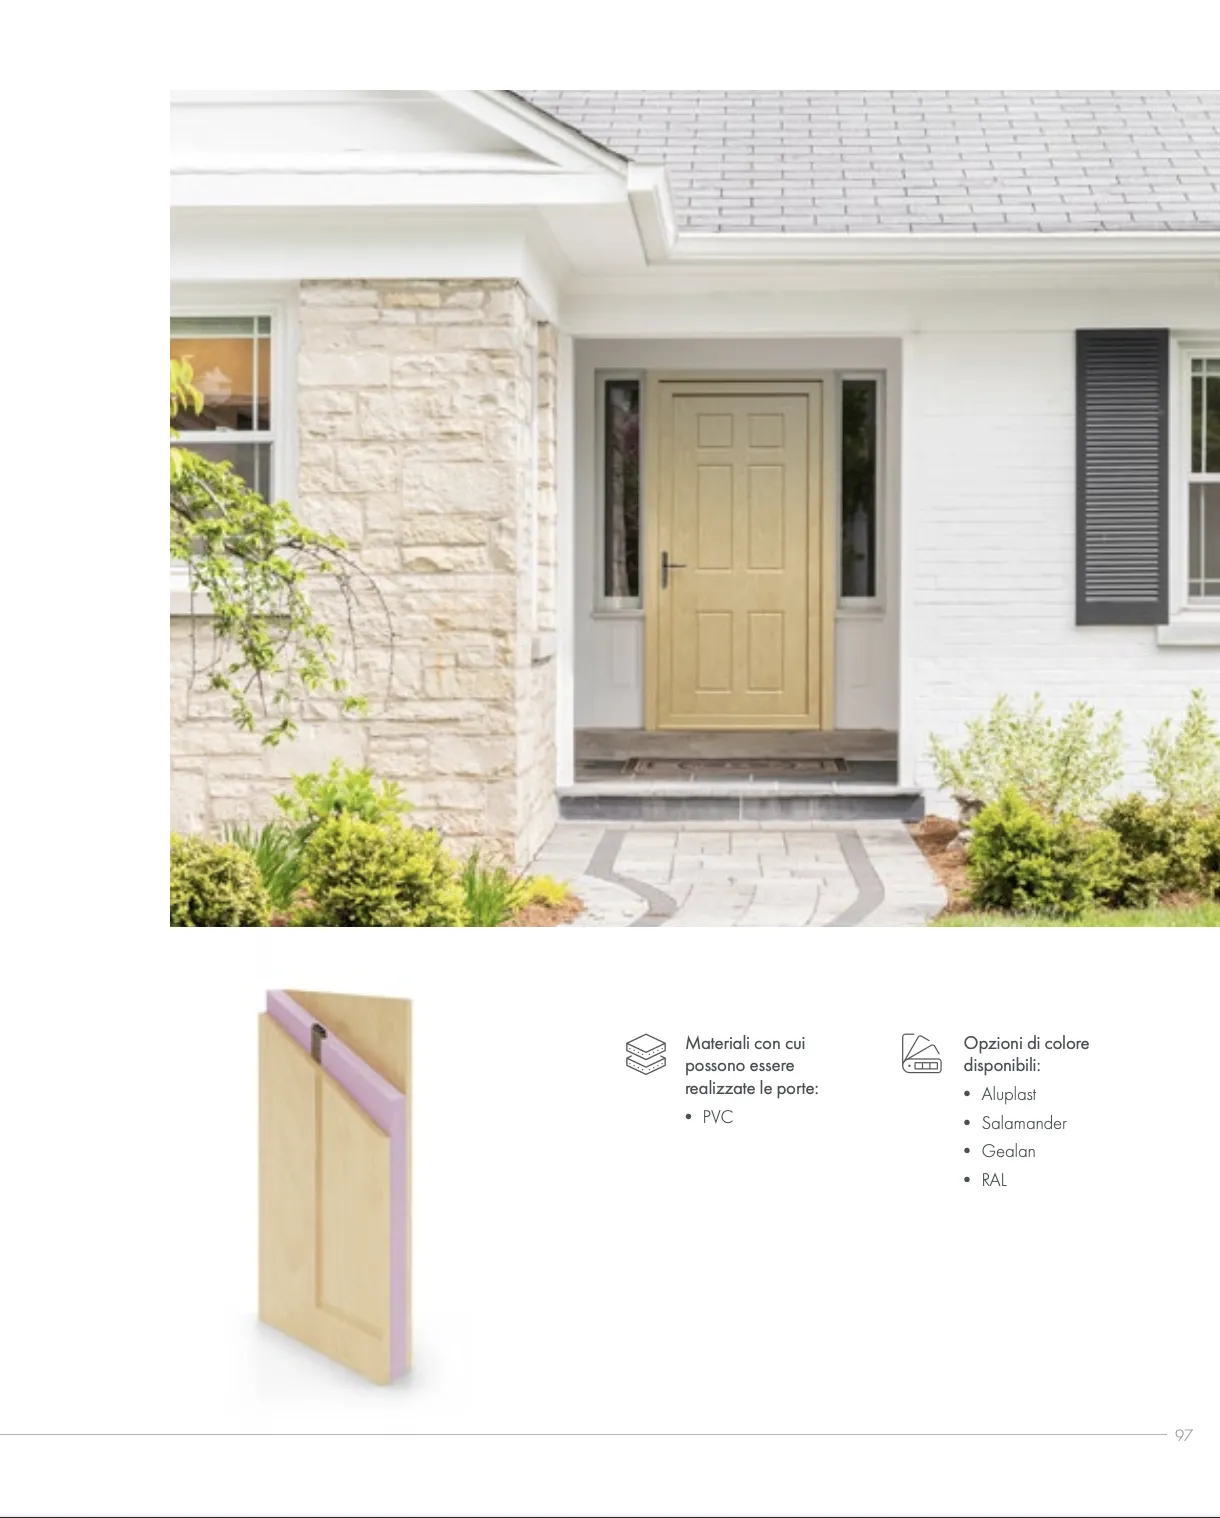 Materiali con cui
possono essere
realizzate le porte:
• PVC
Opzioni di colore
disponibili:
• Aluplast
• Salamander
• Gealan
• RAL
97